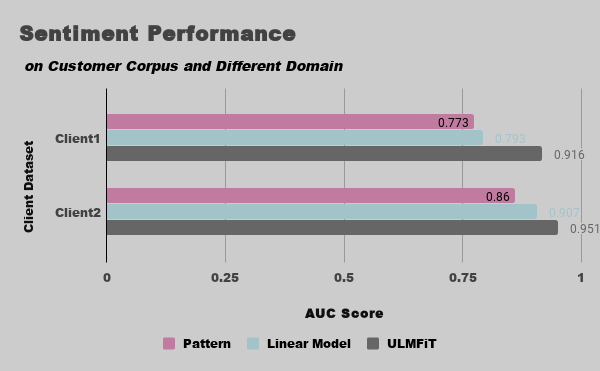 Sentiment Performance
on Customer Corpus and Different Domain
Client Dataset
Client1
0.773
0.793
0.916
Client2
0.86
0.907
0.951
0 0.25 0.5 0.75 1
AUC Score
Pattern Linear Model ULMFiT